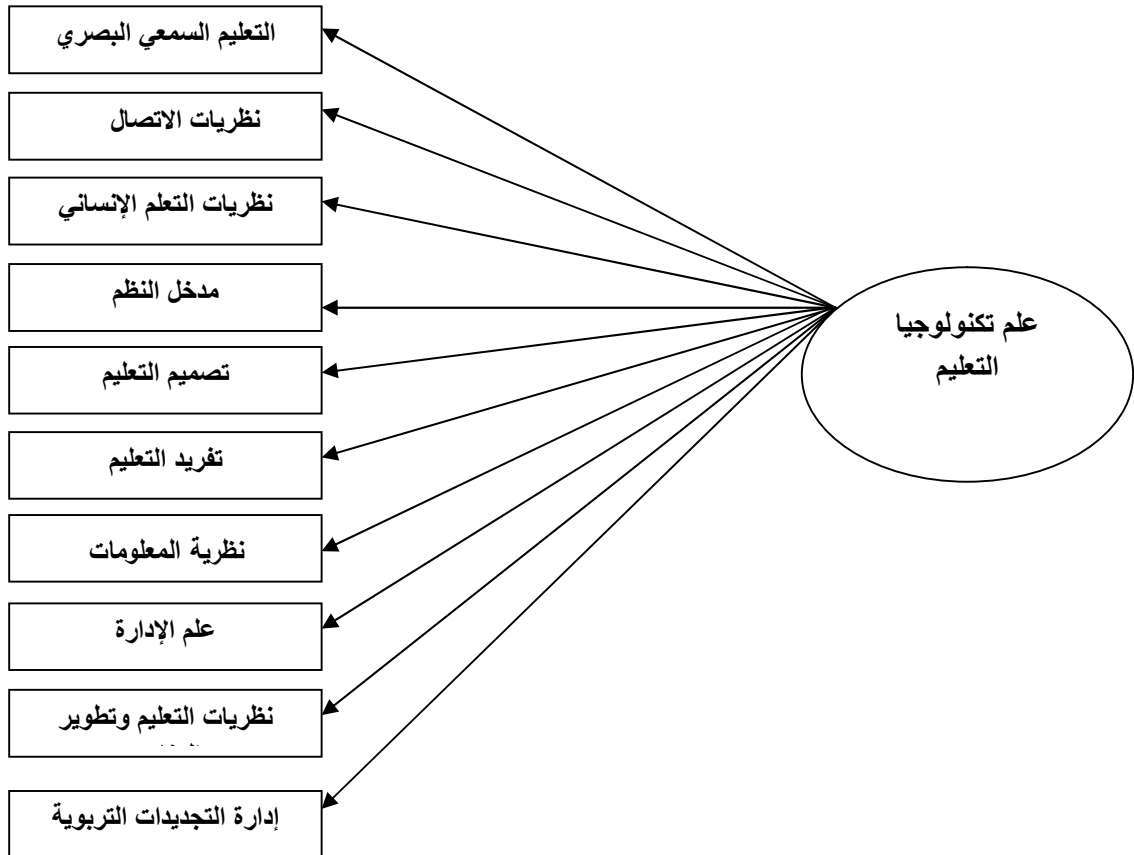 التعليم السمعي البصري
نظريات الاتصال
نظريات التعلم الإنساني
مدخل النظم
تصميم التعليم
تفريد التعليم
نظرية المعلومات
علم الإدارة
نظريات التعليم وتطوير
إدارة التجديدات التربوية
علم تكنولوجيا
التعليم